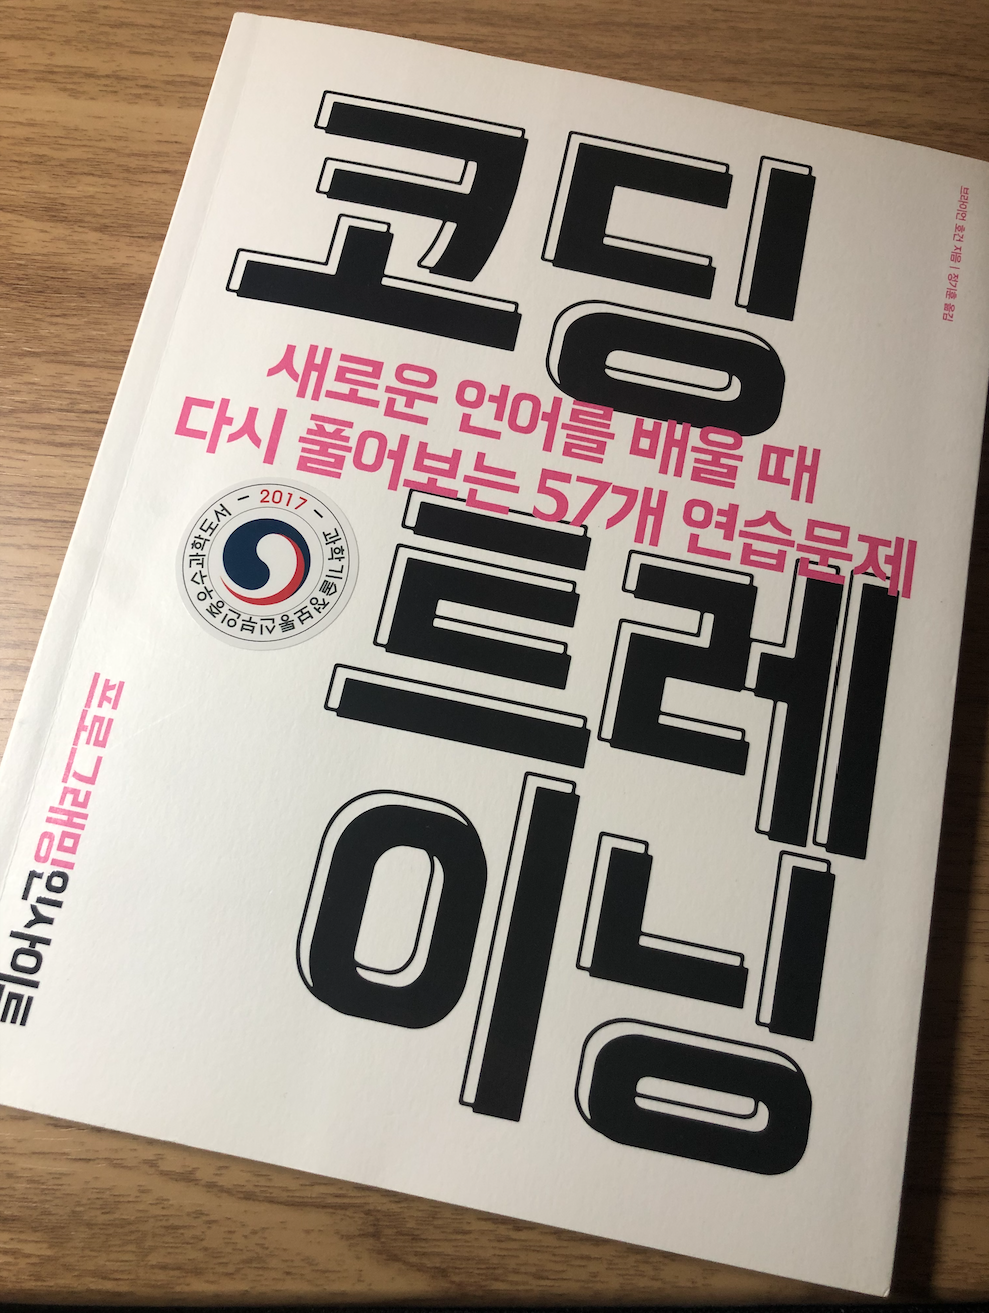 코딩
브라이언 호건 지음 | 정기훈 옮김
새로운 언어를 배울 때
다시 풀어보는 57개 연습문제
트레
이닝
2017
과학기술정보통신부인증우수과학도서
프로그래밍인사이트